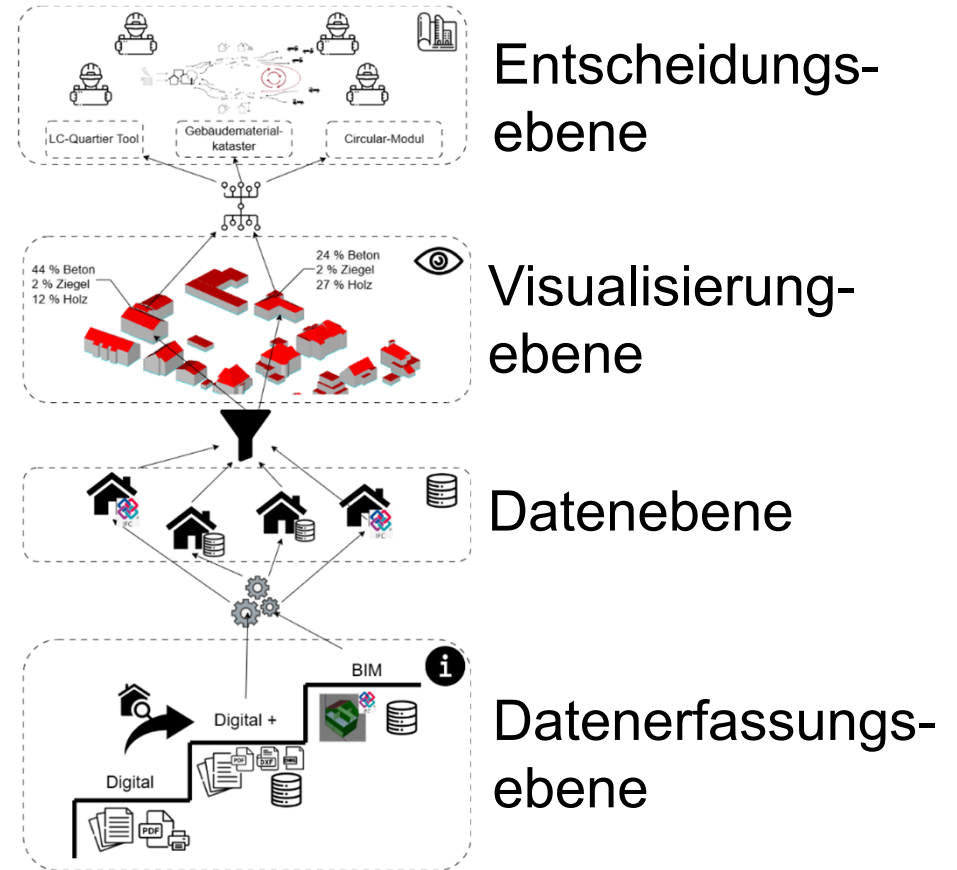 Entscheidungs-
ebene
LC-Quartier Tool
Gebäudematerial-
kataster
Circular-Modul
Visualisierung-
ebene
44 % Beton
2 % Ziegel
12 % Holz
24 % Beton
2 % Ziegel
27 % Holz
Datenebene
IFC
IFC
Datenerfassungs-
ebene
BIM
Digital +
PDF
DXF
DWG
Digital
PDF